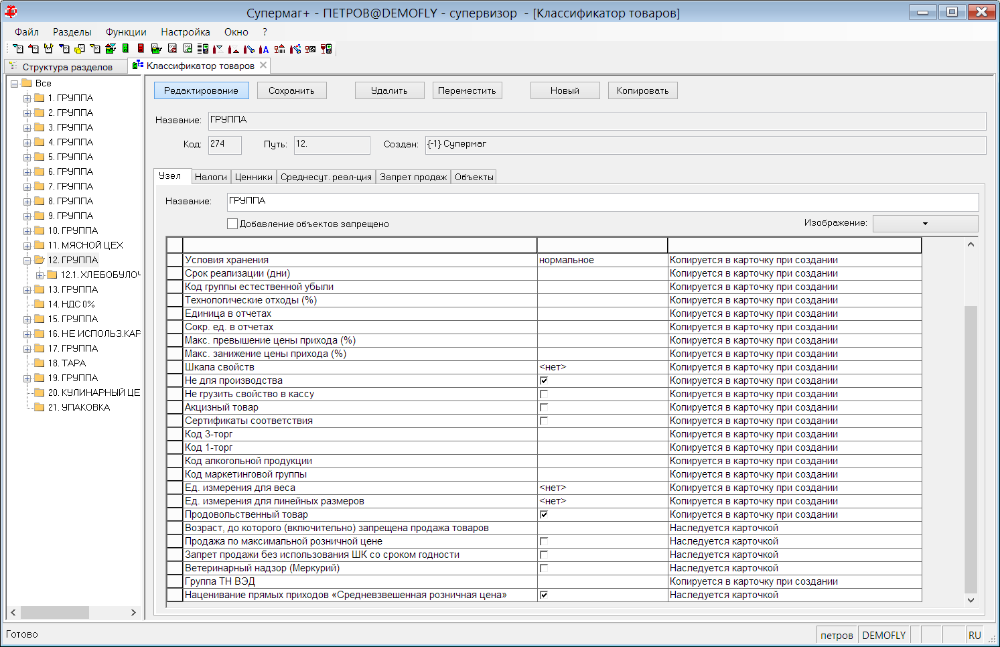 Супермаг+ - ПЕТРОВ@DEMOFLY - супервизор - [Классификатор товаров]
Файл Разделы Функции Настройка Окно ?
Структура разделов Классификатор товаров
Все
1. ГРУППА
2. ГРУППА
3. ГРУППА
4. ГРУППА
5. ГРУППА
6. ГРУППА
7. ГРУППА
8. ГРУППА
9. ГРУППА
10. ГРУППА
11. МЯСНОЙ ЦЕХ
12. ГРУППА
12.1. ХЛЕБОБУЛОЧ
13. ГРУППА
14. НДС 0%
15. ГРУППА
16. НЕ ИСПОЛЬЗ.КАР
17. ГРУППА
18. ТАРА
19. ГРУППА
20. КУЛИНАРНЫЙ ЦЕ
21. УПАКОВКА
Редактирование Сохранить Удалить Переместить Новый Копировать
Название: ГРУППА
Код: 274 Путь: 12. Создан: {-1} Супермаг
Узел Налоги Ценники Среднесут. реал-ция Запрет продаж Объекты
Название: ГРУППА
Добавление объектов запрещено Изображение:
Условия хранения нормальное Копируется в карточку при создании
Срок реализации (дни) Копируется в карточку при создании
Код группы естественной убыли Копируется в карточку при создании
Технологические отходы (%) Копируется в карточку при создании
Единица в отчетах Копируется в карточку при создании
Сокр. ед. в отчетах Копируется в карточку при создании
Макс. превышение цены прихода (%) Копируется в карточку при создании
Макс. занижение цены прихода (%) Копируется в карточку при создании
Шкала свойств <нет> Копируется в карточку при создании
Не для производства Копируется в карточку при создании
Не грузить свойство в кассу Копируется в карточку при создании
Акцизный товар Копируется в карточку при создании
Сертификаты соответствия Копируется в карточку при создании
Код 3-торг Копируется в карточку при создании
Код 1-торг Копируется в карточку при создании
Код алкогольной продукции Копируется в карточку при создании
Код маркетинговой группы Копируется в карточку при создании
Ед. измерения для веса <нет> Копируется в карточку при создании
Ед. измерения для линейных размеров <нет> Копируется в карточку при создании
Продовольственный товар Копируется в карточку при создании
Возраст, до которого (включительно) запрещена продажа товаров Наследуется карточкой
Продажа по максимальной розничной цене Наследуется карточкой
Запрет продажи без использования ШК со сроком годности Наследуется карточкой
Ветеринарный надзор (Меркурий) Наследуется карточкой
Группа ТН ВЭД Копируется в карточку при создании
Наценивание прямых приходов «Средневзвешенная розничная цена» Наследуется карточкой
Готово петров DEMOFLY RU